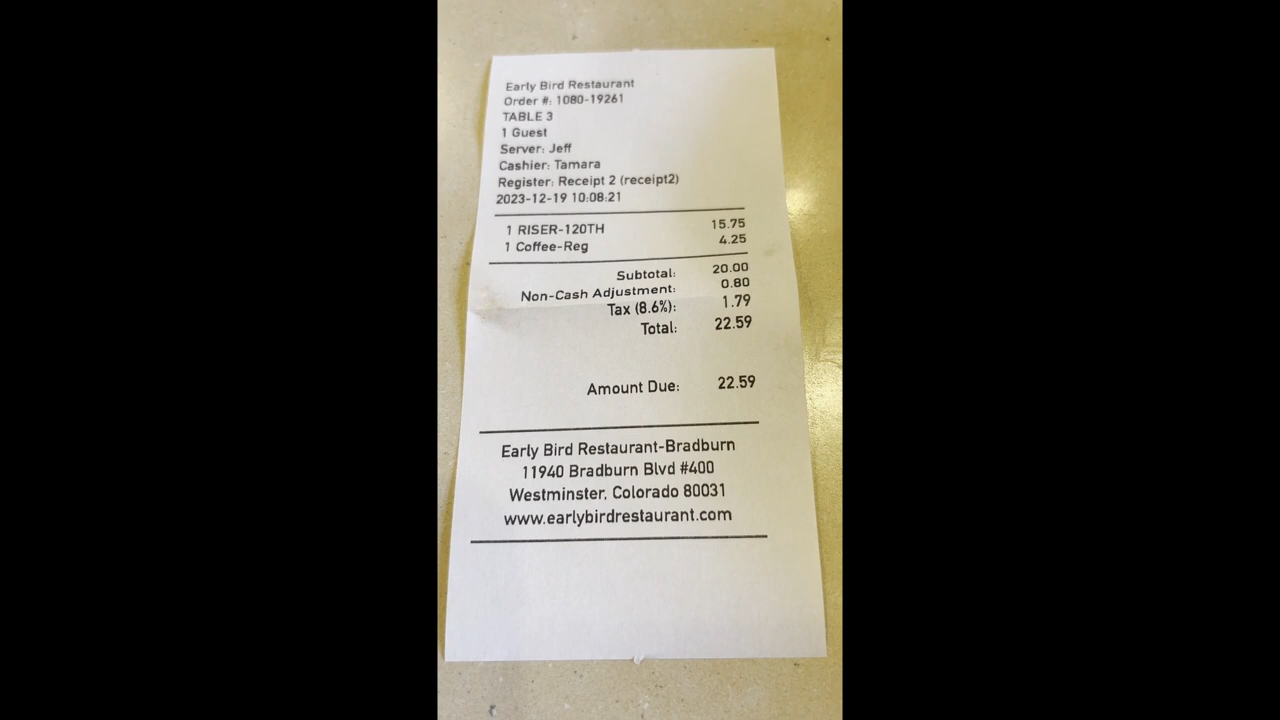 Early Bird Restaurant
Order #: 1080-19261
TABLE 3
1 Guest
Server: Jeff
Cashier: Tamara
Register: Receipt 2 (receipt2)
2023-12-19 10:08:21
1 RISER-120TH 15.75
1 Coffee-Reg 4.25
Subtotal: 20.00
Non-Cash Adjustment: 0.80
Tax (8.6%): 1.79
Total: 22.59
Amount Due: 22.59
Early Bird Restaurant-Bradburn
11940 Bradburn Blvd #400
Westminster, Colorado 80031
www.earlybirdrestaurant.com